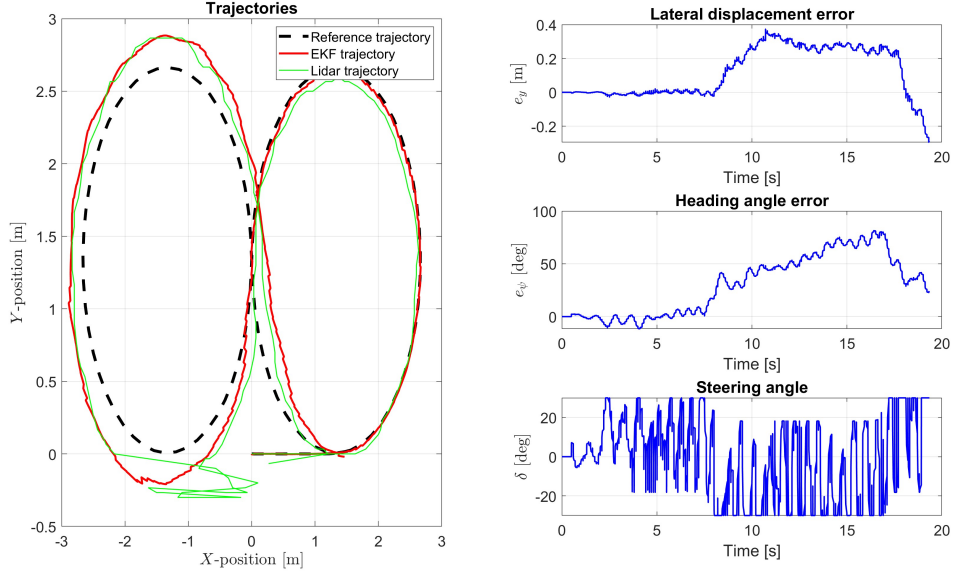 Trajectories
Reference trajectory
EKF trajectory
Lidar trajectory
3
2.5
2
1.5
1
0.5
0
-0.5
Y-position [m]
-3
-2
-1
0
1
2
3
X-position [m]
Lateral displacement error
0.4
0.2
0
-0.2
e_y [m]
0
5
10
15
20
Time [s]
Heading angle error
100
50
0
e_ψ [deg]
0
5
10
15
20
Time [s]
Steering angle
20
0
-20
δ [deg]
0
5
10
15
20
Time [s]